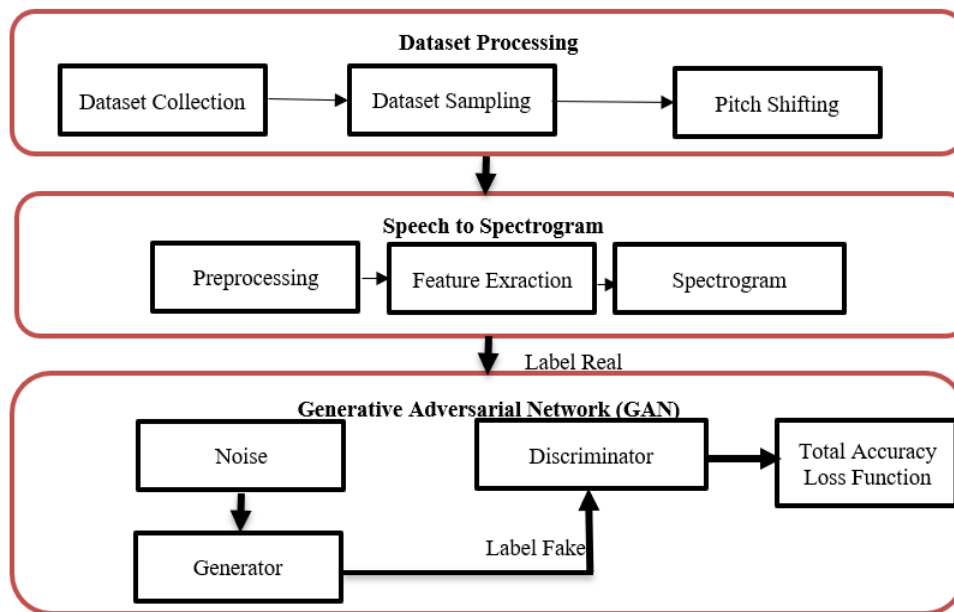 Dataset Processing
Dataset Collection
Dataset Sampling
Pitch Shifting
Speech to Spectrogram
Preprocessing
Feature Exraction
Spectrogram
Label Real
Generative Adversarial Network (GAN)
Noise
Discriminator
Total Accuracy
Loss Function
Label Fake
Generator